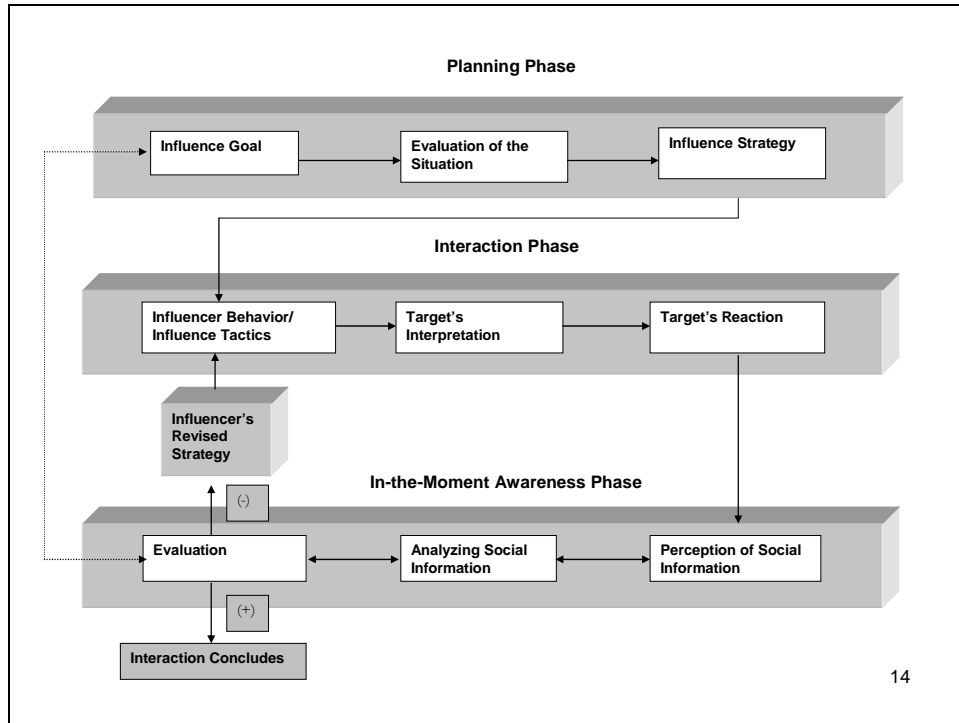 Planning Phase
Influence Goal
Evaluation of the
Situation
Influence Strategy
Interaction Phase
Influencer Behavior/
Influence Tactics
Target's
Interpretation
Target's Reaction
Influencer's
Revised
Strategy
In-the-Moment Awareness Phase
(-)
Evaluation
Analyzing Social
Information
Perception of Social
Information
(+)
Interaction Concludes
14